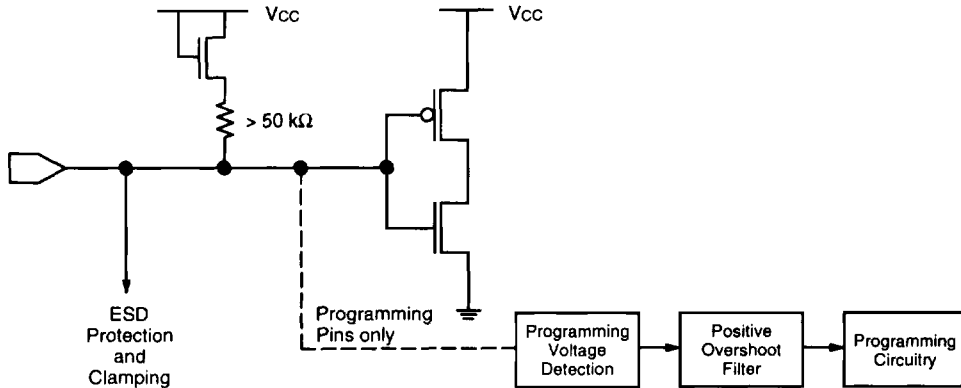 VCC
VCC
> 50 kΩ
ESD
Protection
and
Clamping
Programming
Pins only
Programming
Voltage
Detection
Positive
Overshoot
Filter
Programming
Circuitry